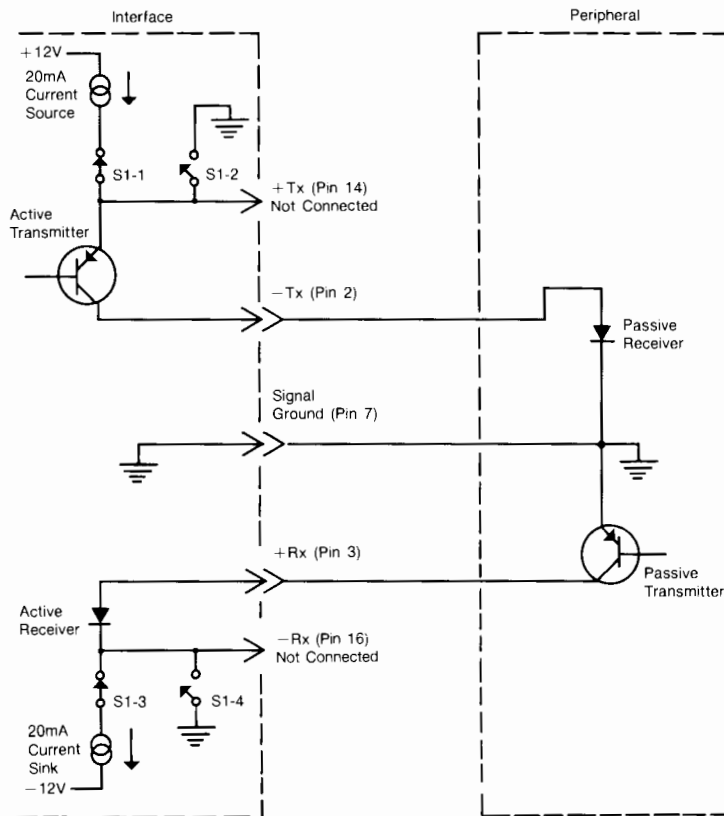 Interface
Peripheral
+12V
20mA
Current
Source
S1-1
S1-2
+Tx (Pin 14)
Not Connected
Active
Transmitter
−Tx (Pin 2)
Passive
Receiver
Signal
Ground (Pin 7)
+Rx (Pin 3)
Passive
Transmitter
Active
Receiver
−Rx (Pin 16)
Not Connected
S1-3
S1-4
20mA
Current
Sink
−12V